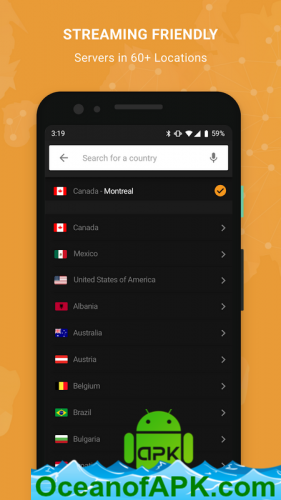 STREAMING FRIENDLY
Servers in 60+ Locations
3:19
59%
Search for a country
Canada - Montreal
Canada
Mexico
United States of America
Albania
Australia
Austria
Belgium
Brazil
Bulgaria
APK
OceanofAPK.com